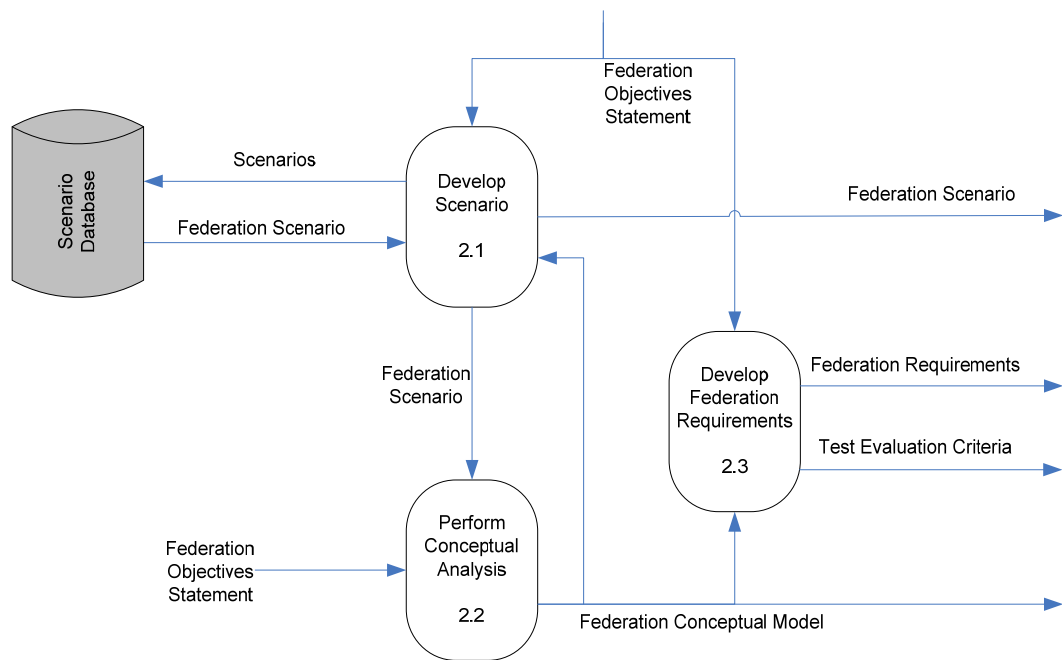 Federation
Objectives
Statement
Scenario
Database
Scenarios
Federation Scenario
Develop
Scenario
2.1
Federation Scenario
Federation
Scenario
Develop
Federation
Requirements
2.3
Federation Requirements
Test Evaluation Criteria
Federation
Objectives
Statement
Perform
Conceptual
Analysis
2.2
Federation Conceptual Model